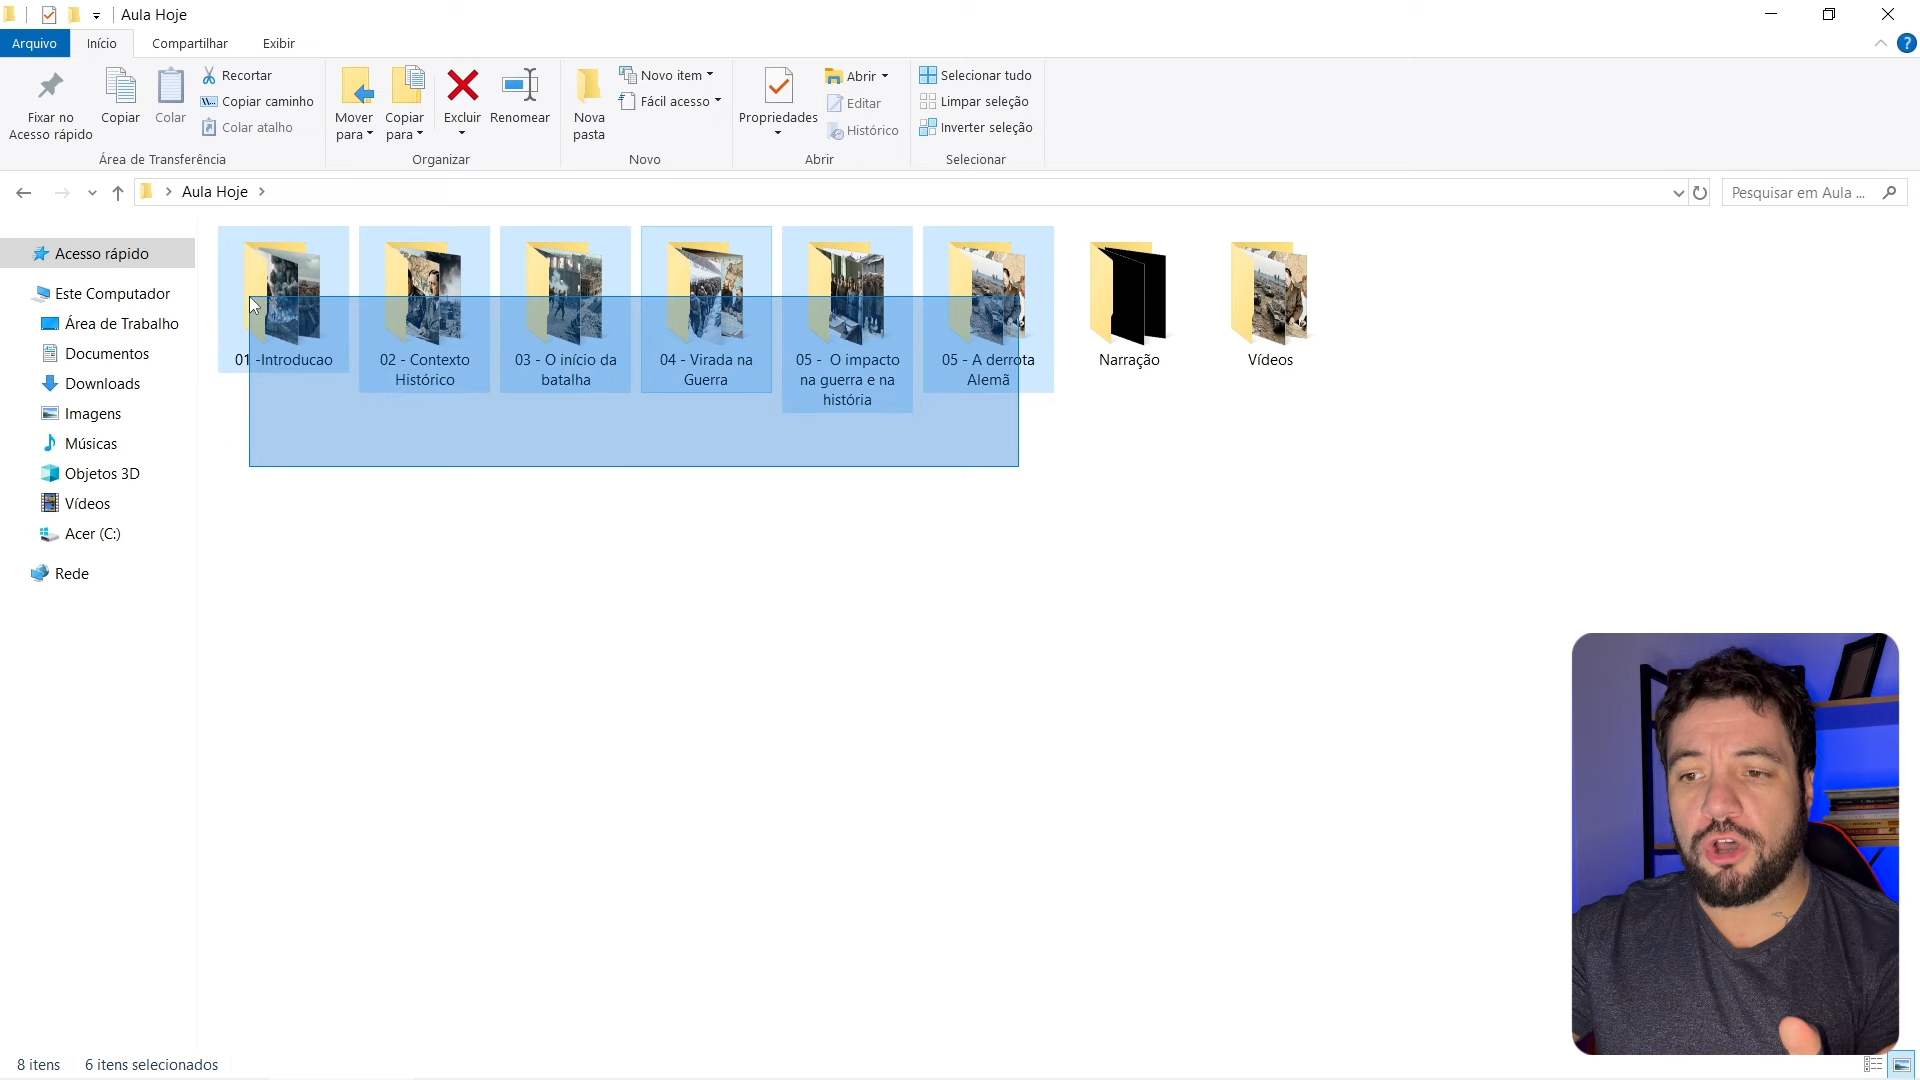 Aula Hoje
Arquivo
Início
Compartilhar
Exibir
?
Fixar no
Acesso rápido
Copiar
Colar
Recortar
Copiar caminho
Colar atalho
Área de Transferência
Mover
para
Copiar
para
Excluir
Renomear
Organizar
Nova
pasta
Novo item
Fácil acesso
Novo
Propriedades
Abrir
Editar
Histórico
Abrir
Selecionar tudo
Limpar seleção
Inverter seleção
Selecionar
Aula Hoje
Pesquisar em Aula ...
Acesso rápido
Este Computador
Área de Trabalho
Documentos
Downloads
Imagens
Músicas
Objetos 3D
Vídeos
Acer (C:)
Rede
01 -Introducao
02 - Contexto
Histórico
03 - O início da
batalha
04 - Virada na
Guerra
05 -  O impacto
na guerra e na
história
05 - A derrota
Alemã
Narração
Vídeos
8 itens
6 itens selecionados